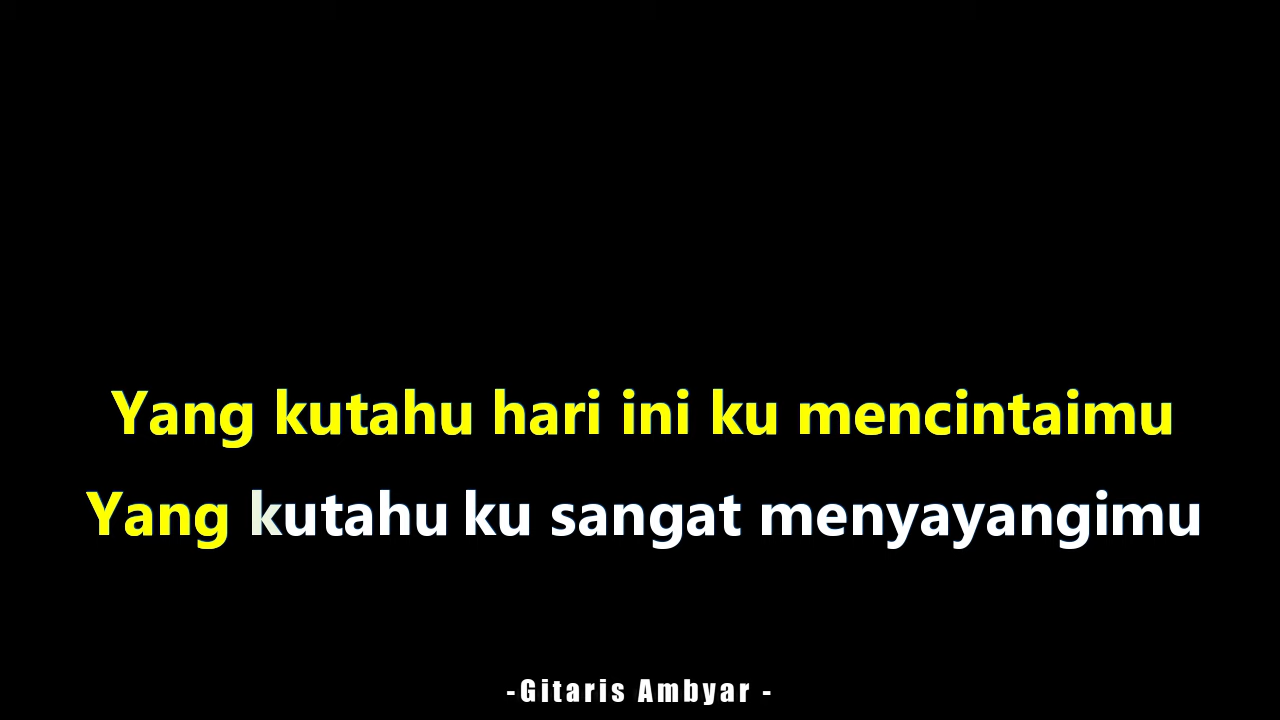 Yang kutahu hari ini ku mencintaimu
Yang kutahu ku sangat menyayangimu
-Gitaris Ambyar -